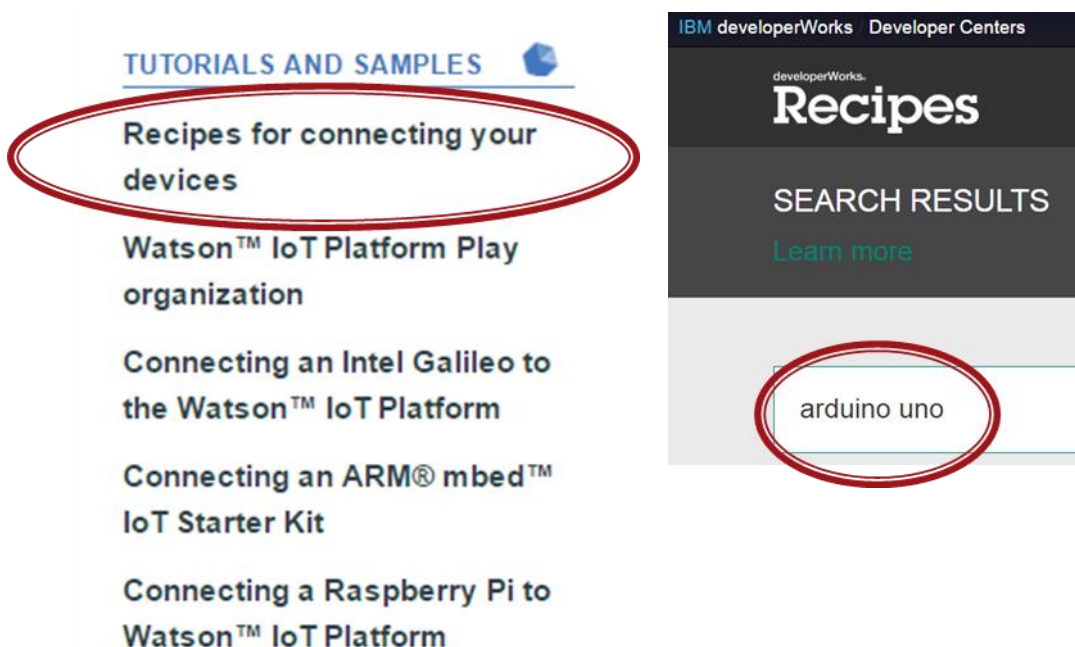 TUTORIALS AND SAMPLES
Recipes for connecting your
devices
Watson™ IoT Platform Play
organization
Connecting an Intel Galileo to
the Watson™ IoT Platform
Connecting an ARM® mbed™
IoT Starter Kit
Connecting a Raspberry Pi to
Watson™ IoT Platform
IBM developerWorks / Developer Centers
developerWorks.
Recipes
SEARCH RESULTS
Learn more
arduino uno